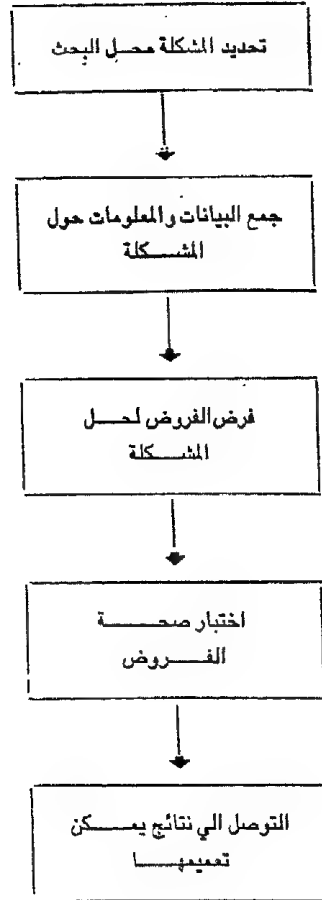 تحديد المشكلة محل البحث
جمع البيانات والمعلومات حول
المشكلة
فرض الفروض لحل
المشكلة
اختبار صحة
الفروض
التوصل الي نتائج يمكن
تعميمها